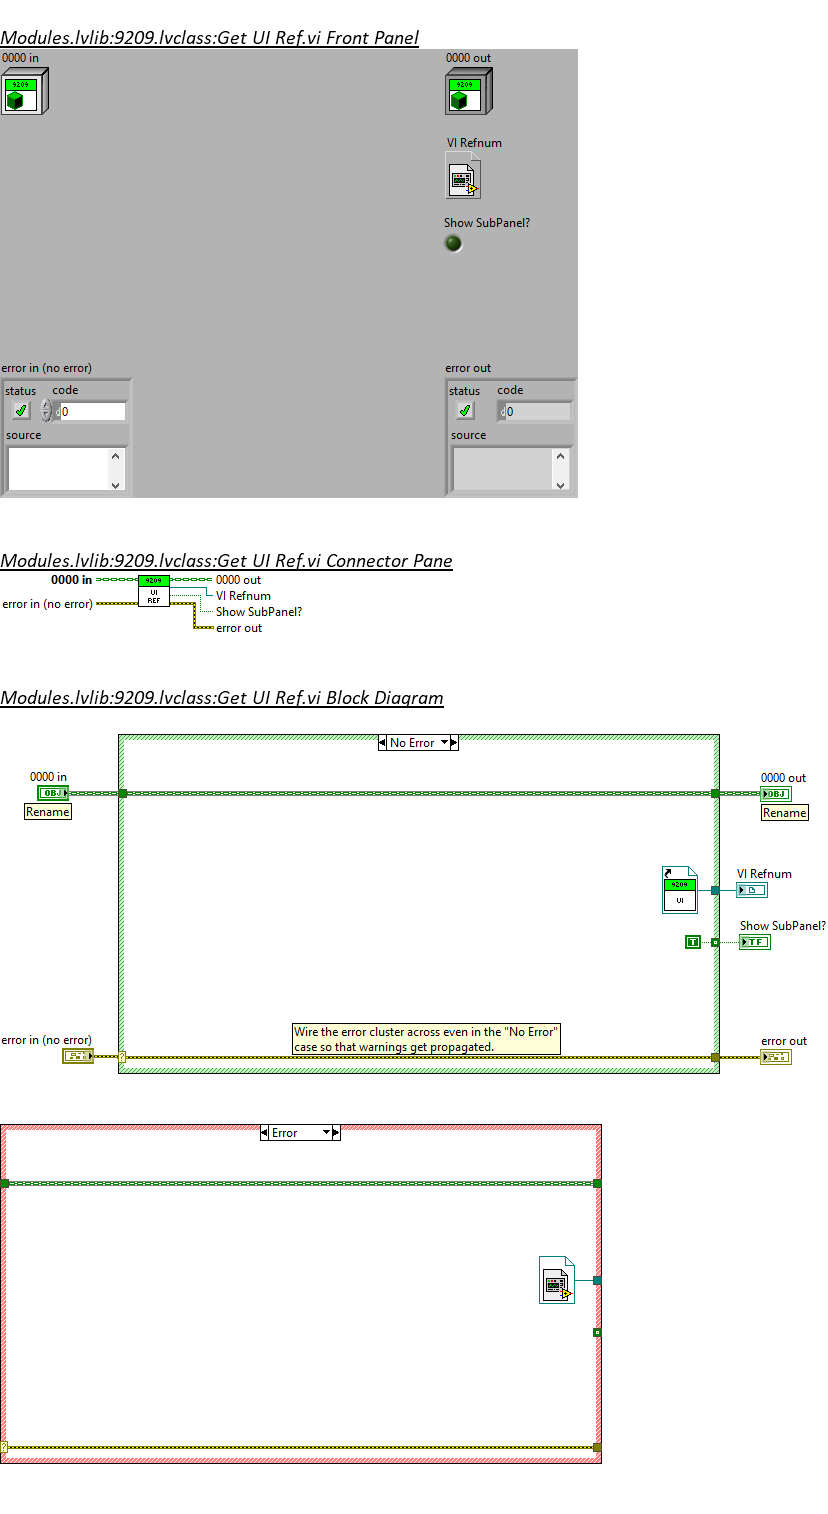 Modules.lvlib:9209.lvclass:Get UI Ref.vi Front Panel
0000 in
0000 out
9209
9209
VI Refnum
Show SubPanel?
error in (no error)
error out
status code
status code
d 0
d 0
source
source
Modules.lvlib:9209.lvclass:Get UI Ref.vi Connector Pane
0000 in
9209
0000 out
VI
REF
VI Refnum
error in (no error)
Show SubPanel?
error out
Modules.lvlib:9209.lvclass:Get UI Ref.vi Block Diagram
No Error
0000 in
0000 out
OBJ
OBJ
Rename
Rename
9209
UI
VI Refnum
Show SubPanel?
T
TF
Wire the error cluster across even in the "No Error"
case so that warnings get propagated.
error in (no error)
error out
?
Error
?